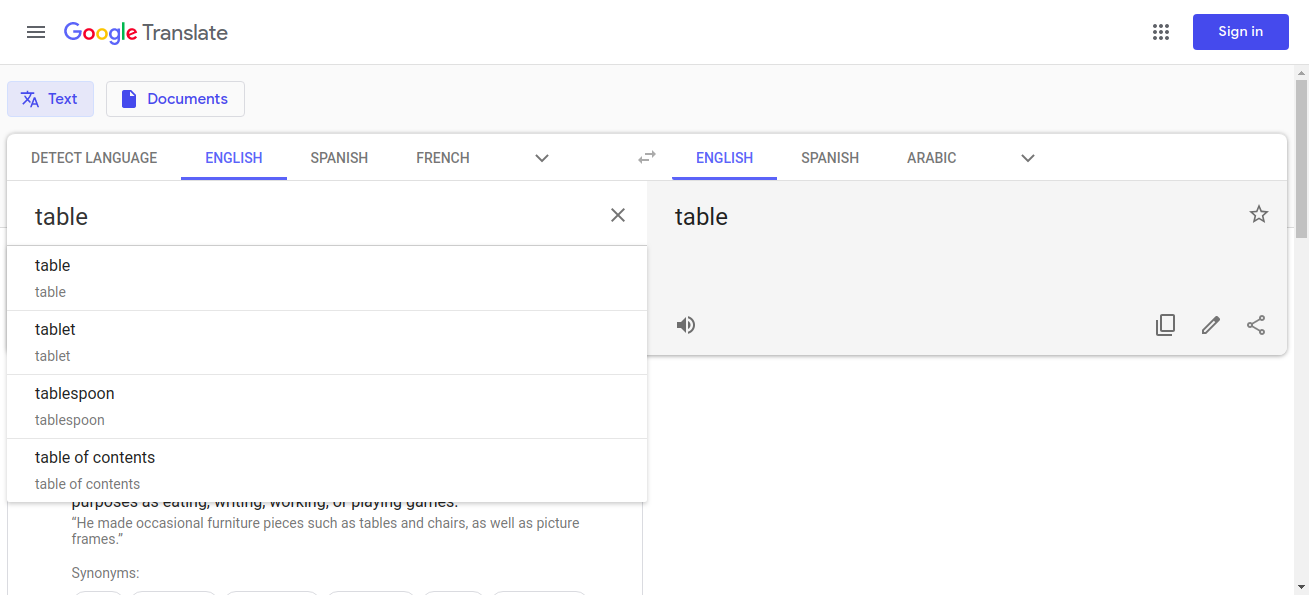 Google Translate
Sign in
Text
Documents
DETECT LANGUAGE ENGLISH SPANISH FRENCH
ENGLISH SPANISH ARABIC
table
table
table
table
tablet
tablet
tablespoon
tablespoon
table of contents
table of contents
purposes as eating, writing, working, or playing games.
“He made occasional furniture pieces such as tables and chairs, as well as picture
frames.”
Synonyms: